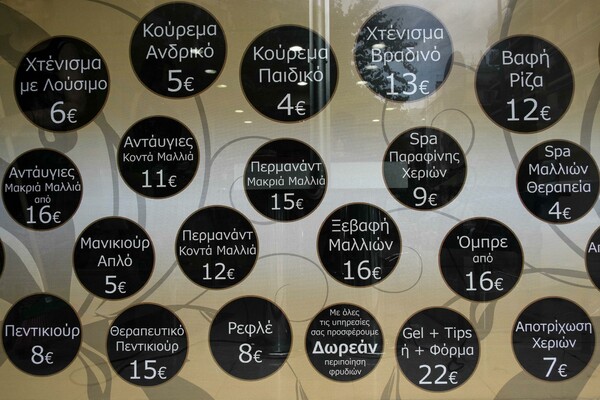 Χτένισμα
με Λούσιμο
6€
Κούρεμα
Ανδρικό
5€
Κούρεμα
Παιδικό
4€
Χτένισμα
Βραδινό
13€
Βαφή
Ρίζα
12€
Αντάυγιες
Μακριά Μαλλιά
από
16€
Αντάυγιες
Κοντά Μαλλιά
11€
Περμανάντ
Μακριά Μαλλιά
15€
Spa
Παραφίνης
Χεριών
9€
Spa
Μαλλιών
Θεραπεία
4€
Μανικιούρ
Απλό
5€
Περμανάντ
Κοντά Μαλλιά
12€
Ξεβαφή
Μαλλιών
16€
Όμπρε
από
16€
Πεντικιούρ
8€
Θεραπευτικό
Πεντικιούρ
15€
Ρεφλέ
8€
Με όλες
τις υπηρεσίες
σας προσφέρουμε
Δωρεάν
περιποίηση
φρυδιών
Gel + Tips
ή + Φόρμα
22€
Αποτρίχωση
Χεριών
7€